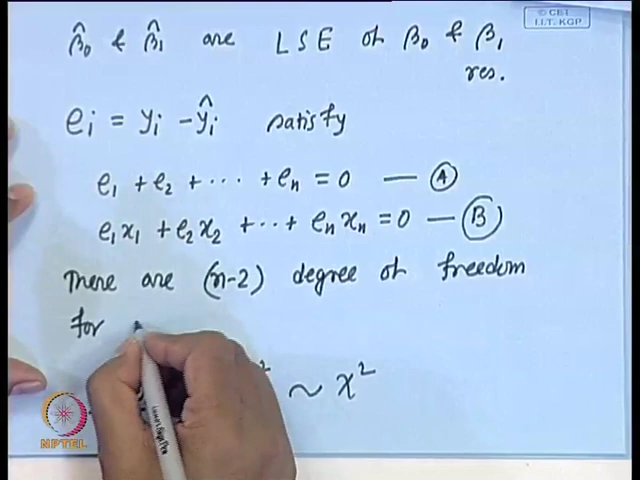 © CET
I.I.T. KGP
β̂₀ & β̂₁ are LSE of β₀ & β₁
res.
eᵢ = yᵢ - ŷᵢ satisfy
e₁ + e₂ + ... + eₙ = 0 — Ⓐ
e₁x₁ + e₂x₂ + ... + eₙxₙ = 0 — Ⓑ
There are (n-2) degree of freedom
for
² ~ χ²
NPTEL